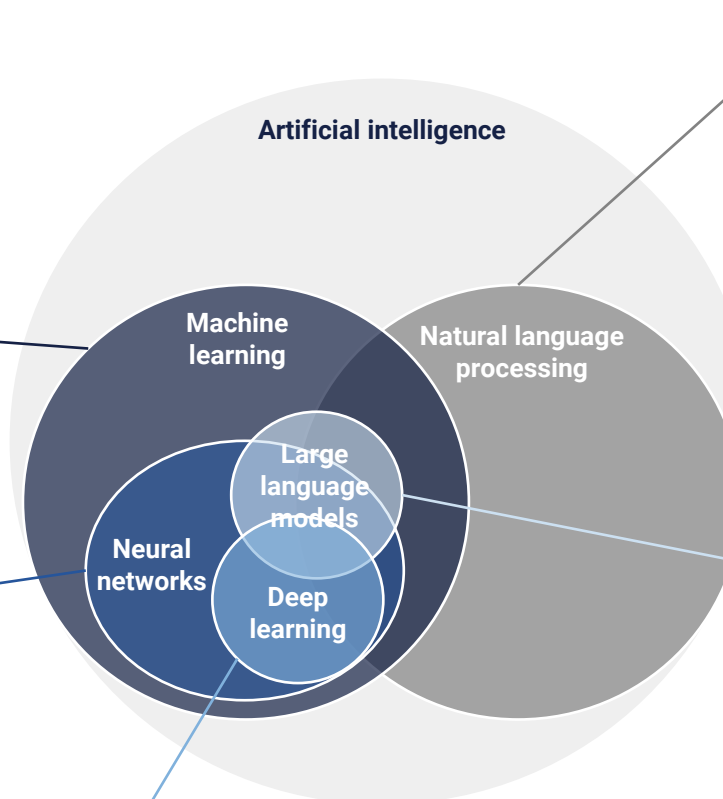 Artificial intelligence
Machine
learning
Natural language
processing
Large
language
models
Neural
networks
Deep
learning